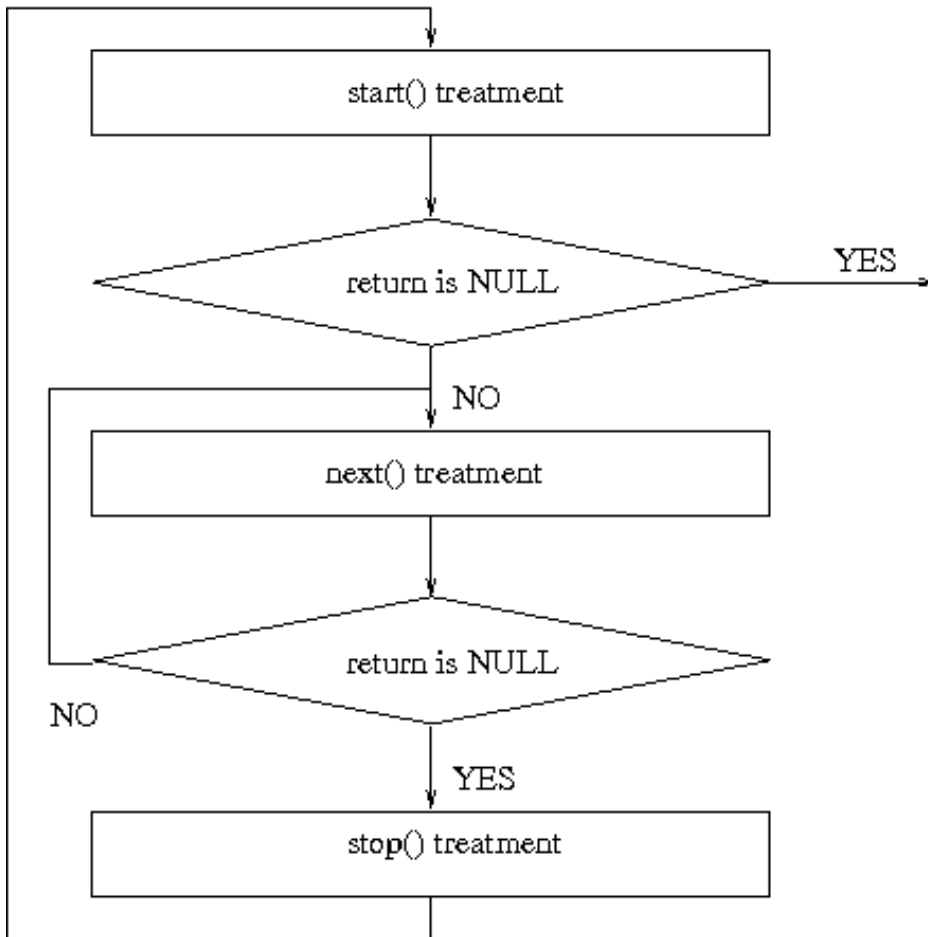 start() treatment
return is NULL
YES
NO
next() treatment
return is NULL
NO
YES
stop() treatment